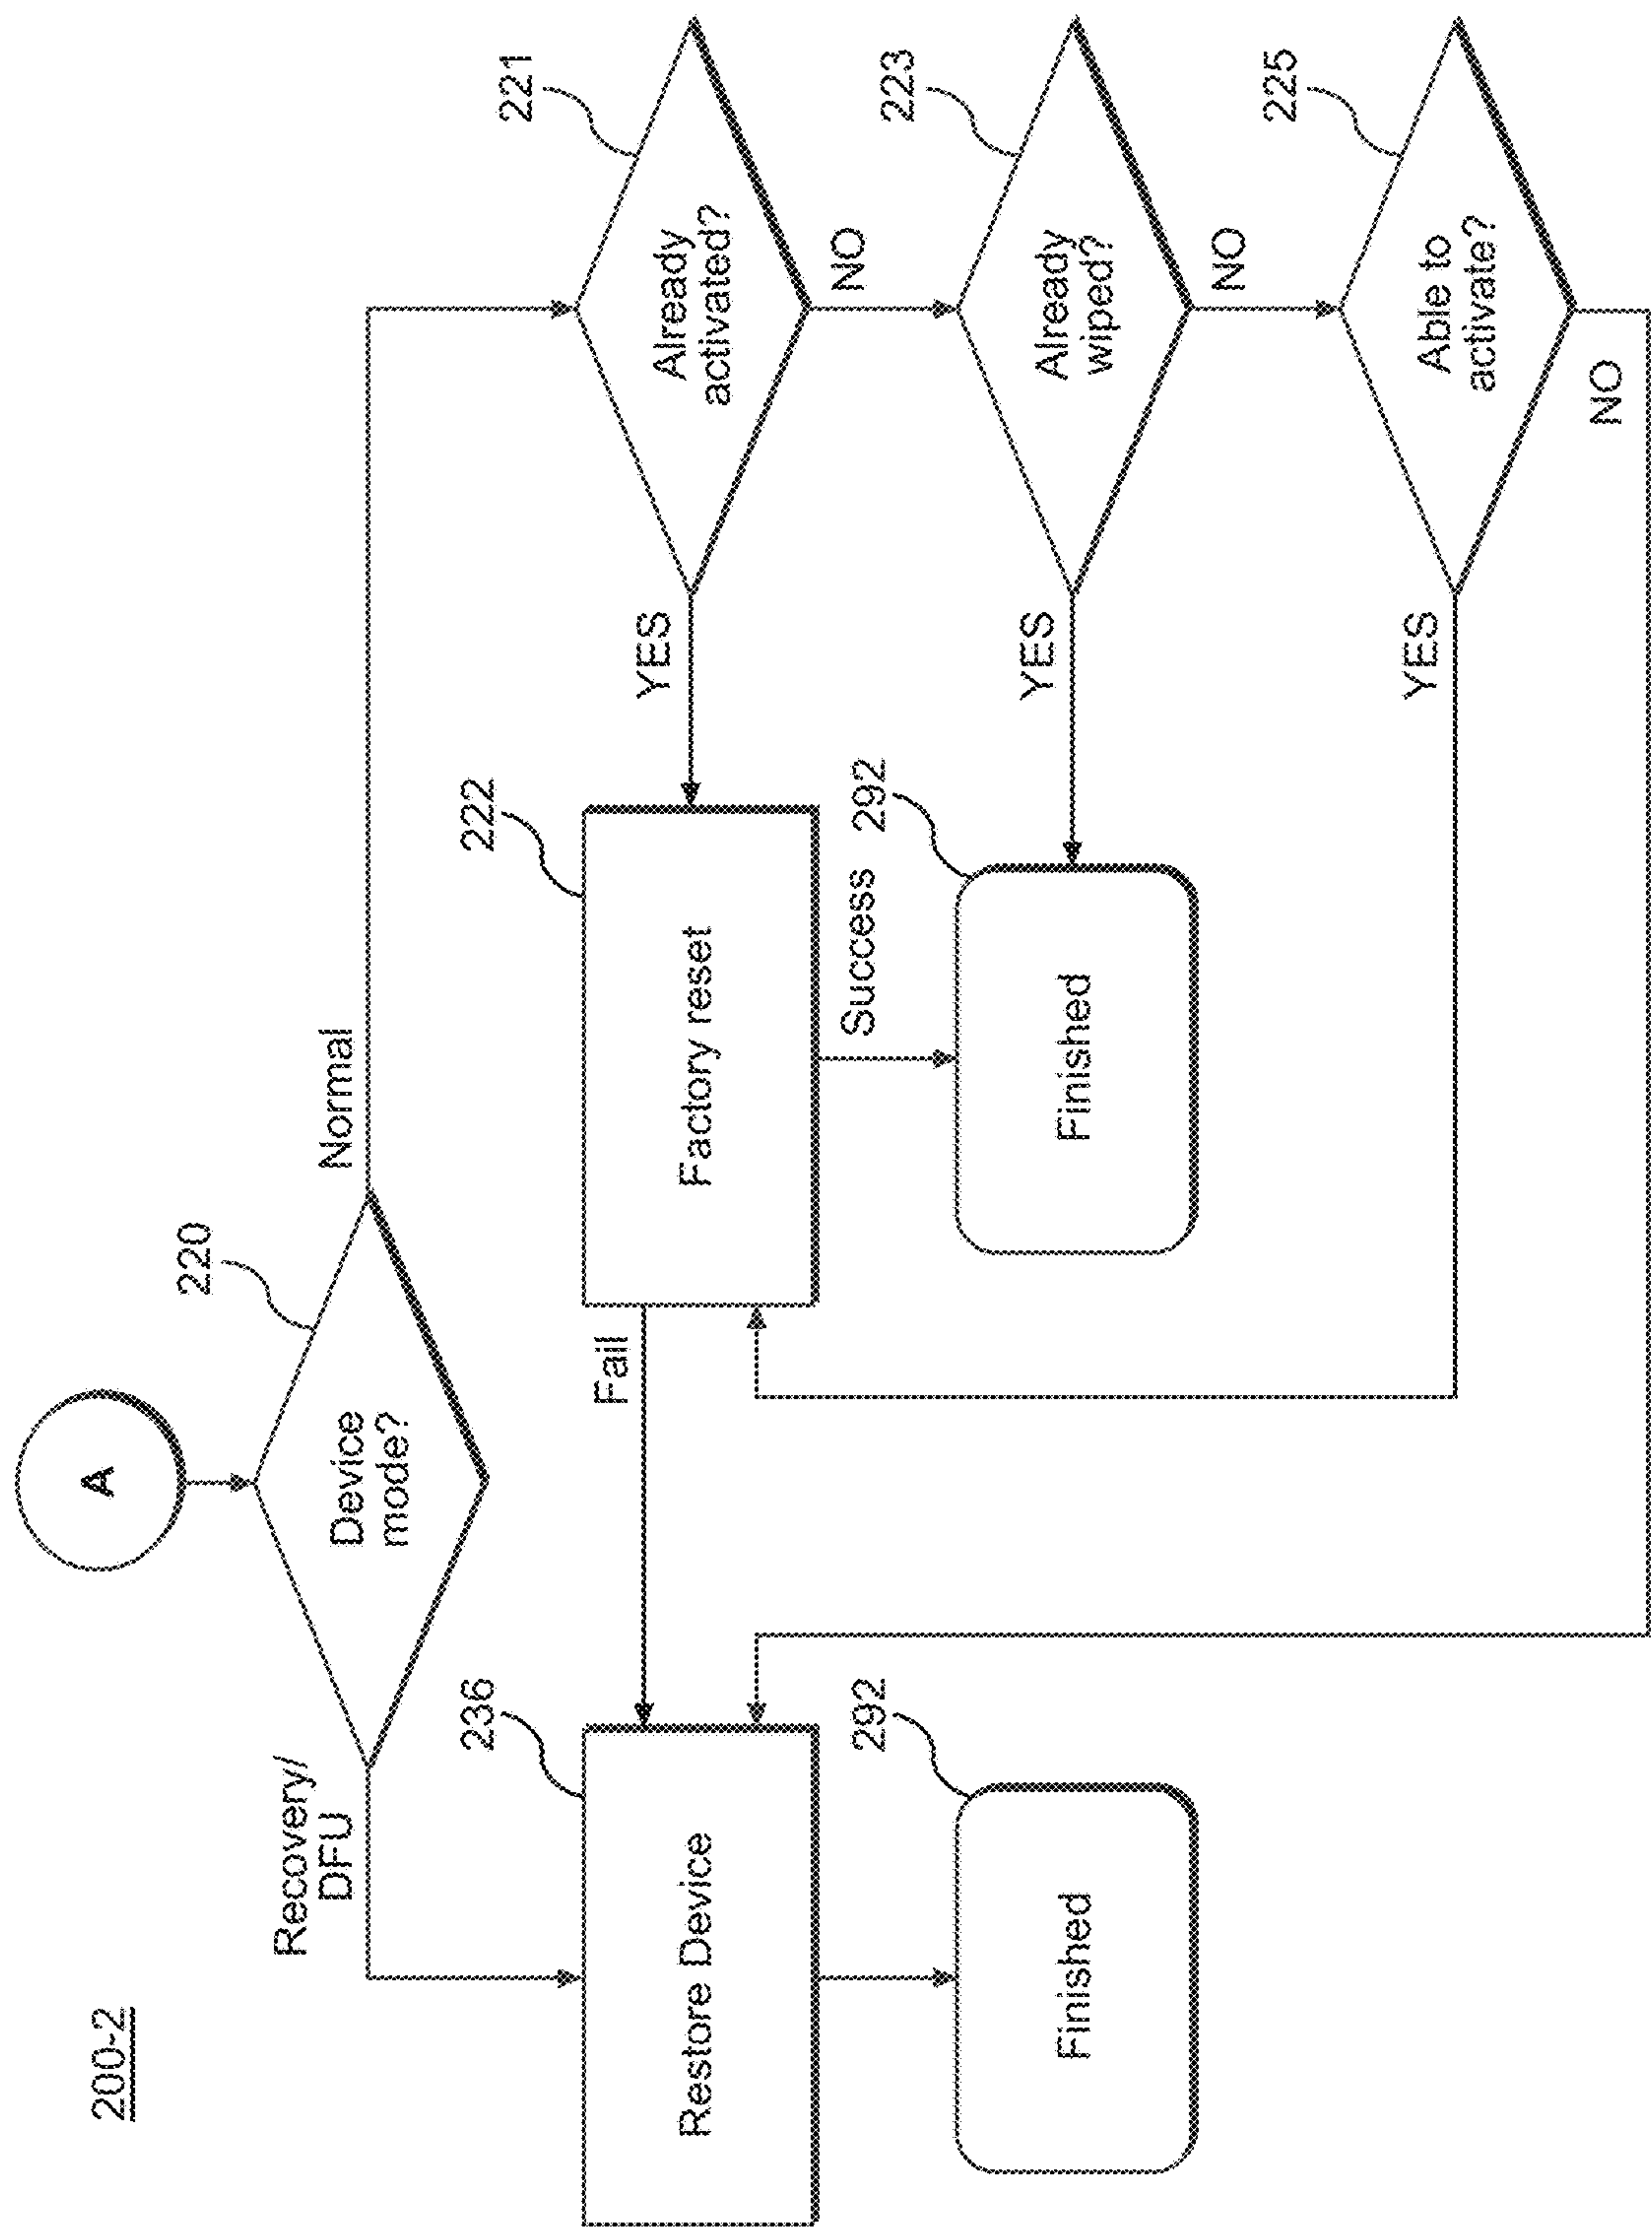 200-2
A
220
Device
mode?
Recovery/
DFU
Normal
236
Restore Device
Fail
222
Factory reset
YES
221
Already
activated?
Success
NO
292
Finished
292
Finished
YES
223
Already
wiped?
NO
YES
225
Able to
activate?
NO